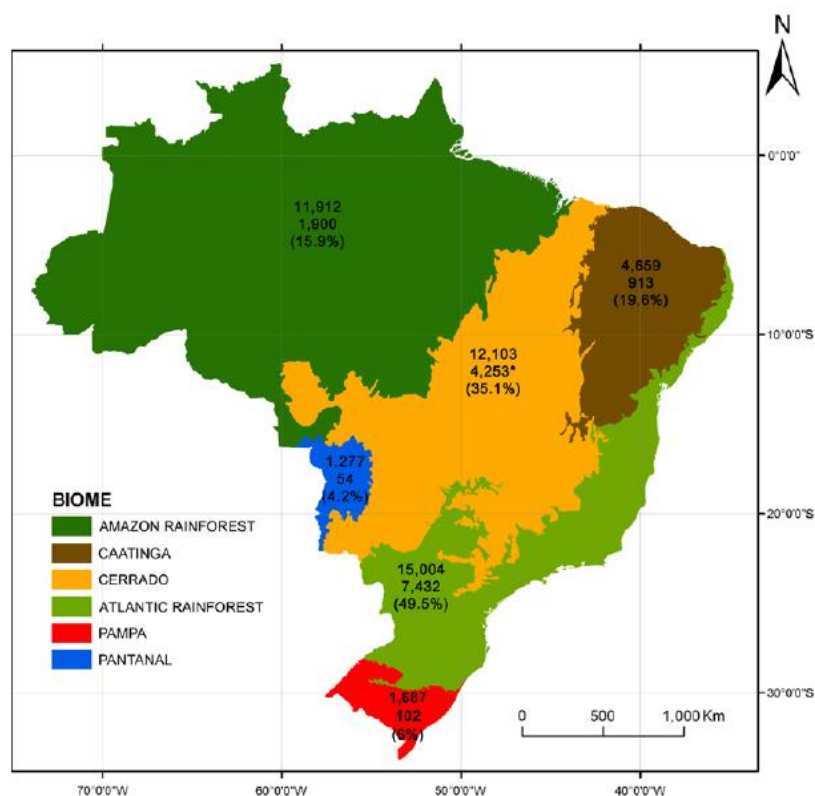 N
0°0'0"
11,912
1,900
(15.9%)
4,659
913
(19.6%)
10°0'0"S
12,103
4,253*
(35.1%)
1,277
54
(4.2%)
BIOME
AMAZON RAINFOREST
CAATINGA
CERRADO
ATLANTIC RAINFOREST
PAMPA
PANTANAL
20°0'0"S
15,004
7,432
(49.5%)
1,687
102
(6%)
30°0'0"S
0 500 1,000 Km
70°0'0"W 60°0'0"W 50°0'0"W 40°0'0"W